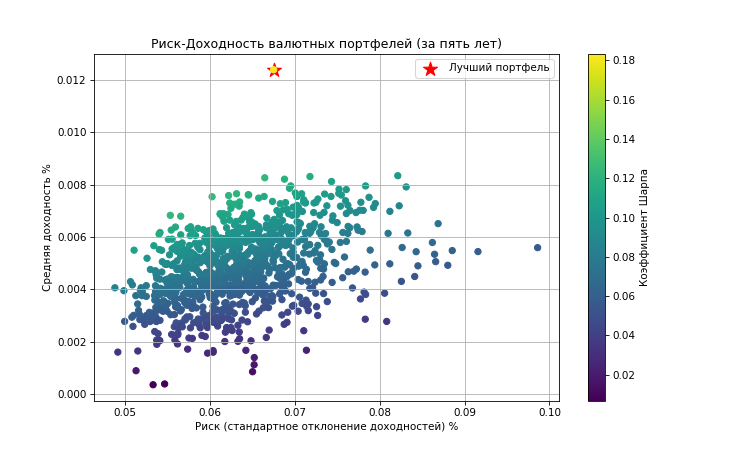 Риск-Доходность валютных портфелей (за пять лет)
Лучший портфель
Средняя доходность %
0.012
0.010
0.008
0.006
0.004
0.002
0.000
0.05 0.06 0.07 0.08 0.09 0.10
Риск (стандартное отклонение доходностей) %
0.18
0.16
0.14
0.12
0.10
0.08
0.06
0.04
0.02
Коэффициент Шарпа